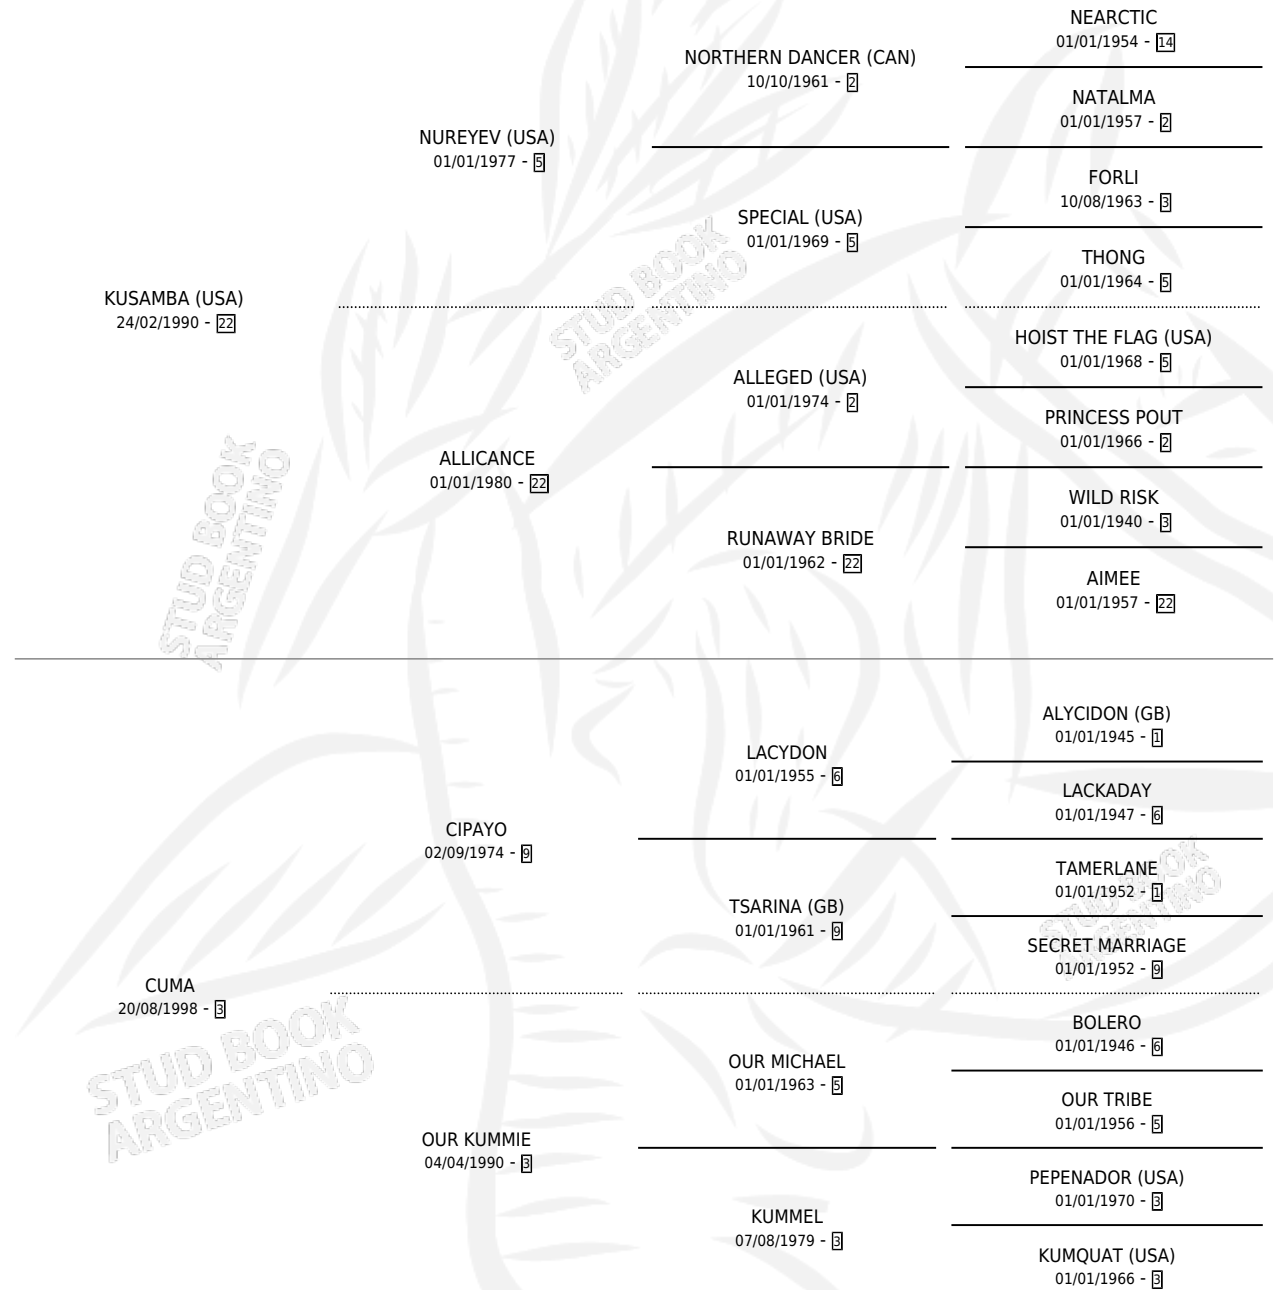 NEARCTIC
01/01/1954 - 14
NORTHERN DANCER (CAN)
10/10/1961 - 2
NATALMA
01/01/1957 - 2
NUREYEV (USA)
01/01/1977 - 5
FORLI
10/08/1963 - 3
SPECIAL (USA)
01/01/1969 - 5
THONG
01/01/1964 - 5
KUSAMBA (USA)
24/02/1990 - 22
HOIST THE FLAG (USA)
01/01/1968 - 5
ALLEGED (USA)
01/01/1974 - 2
PRINCESS POUT
01/01/1966 - 2
ALLICANCE
01/01/1980 - 22
WILD RISK
01/01/1940 - 3
RUNAWAY BRIDE
01/01/1962 - 22
AIMEE
01/01/1957 - 22
STUD BOOK
ARGENTINO
STUD BOOK
ARGENTINO
ALYCIDON (GB)
01/01/1945 - 1
LACYDON
01/01/1955 - 6
LACKADAY
01/01/1947 - 6
CIPAYO
02/09/1974 - 9
TAMERLANE
01/01/1952 - 1
TSARINA (GB)
01/01/1961 - 9
SECRET MARRIAGE
01/01/1952 - 9
CUMA
20/08/1998 - 3
BOLERO
01/01/1946 - 6
OUR MICHAEL
01/01/1963 - 5
OUR TRIBE
01/01/1956 - 5
OUR KUMMIE
04/04/1990 - 3
PEPENADOR (USA)
01/01/1970 - 3
KUMMEL
07/08/1979 - 3
KUMQUAT (USA)
01/01/1966 - 3
STUD BOOK
ARGENTINO
STUD BOOK
ARGENTINO